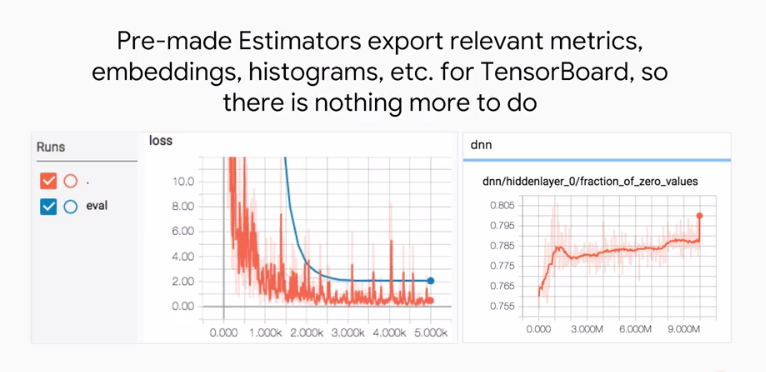 Pre-made Estimators export relevant metrics,
embeddings, histograms, etc. for TensorBoard, so
there is nothing more to do
Runs
.
eval
loss
10.0
8.00
6.00
4.00
2.00
0.00
0.000 1.000k 2.000k 3.000k 4.000k 5.000k
dnn
dnn/hiddenlayer_0/fraction_of_zero_values
0.805
0.795
0.785
0.775
0.765
0.755
0.000 3.000M 6.000M 9.000M